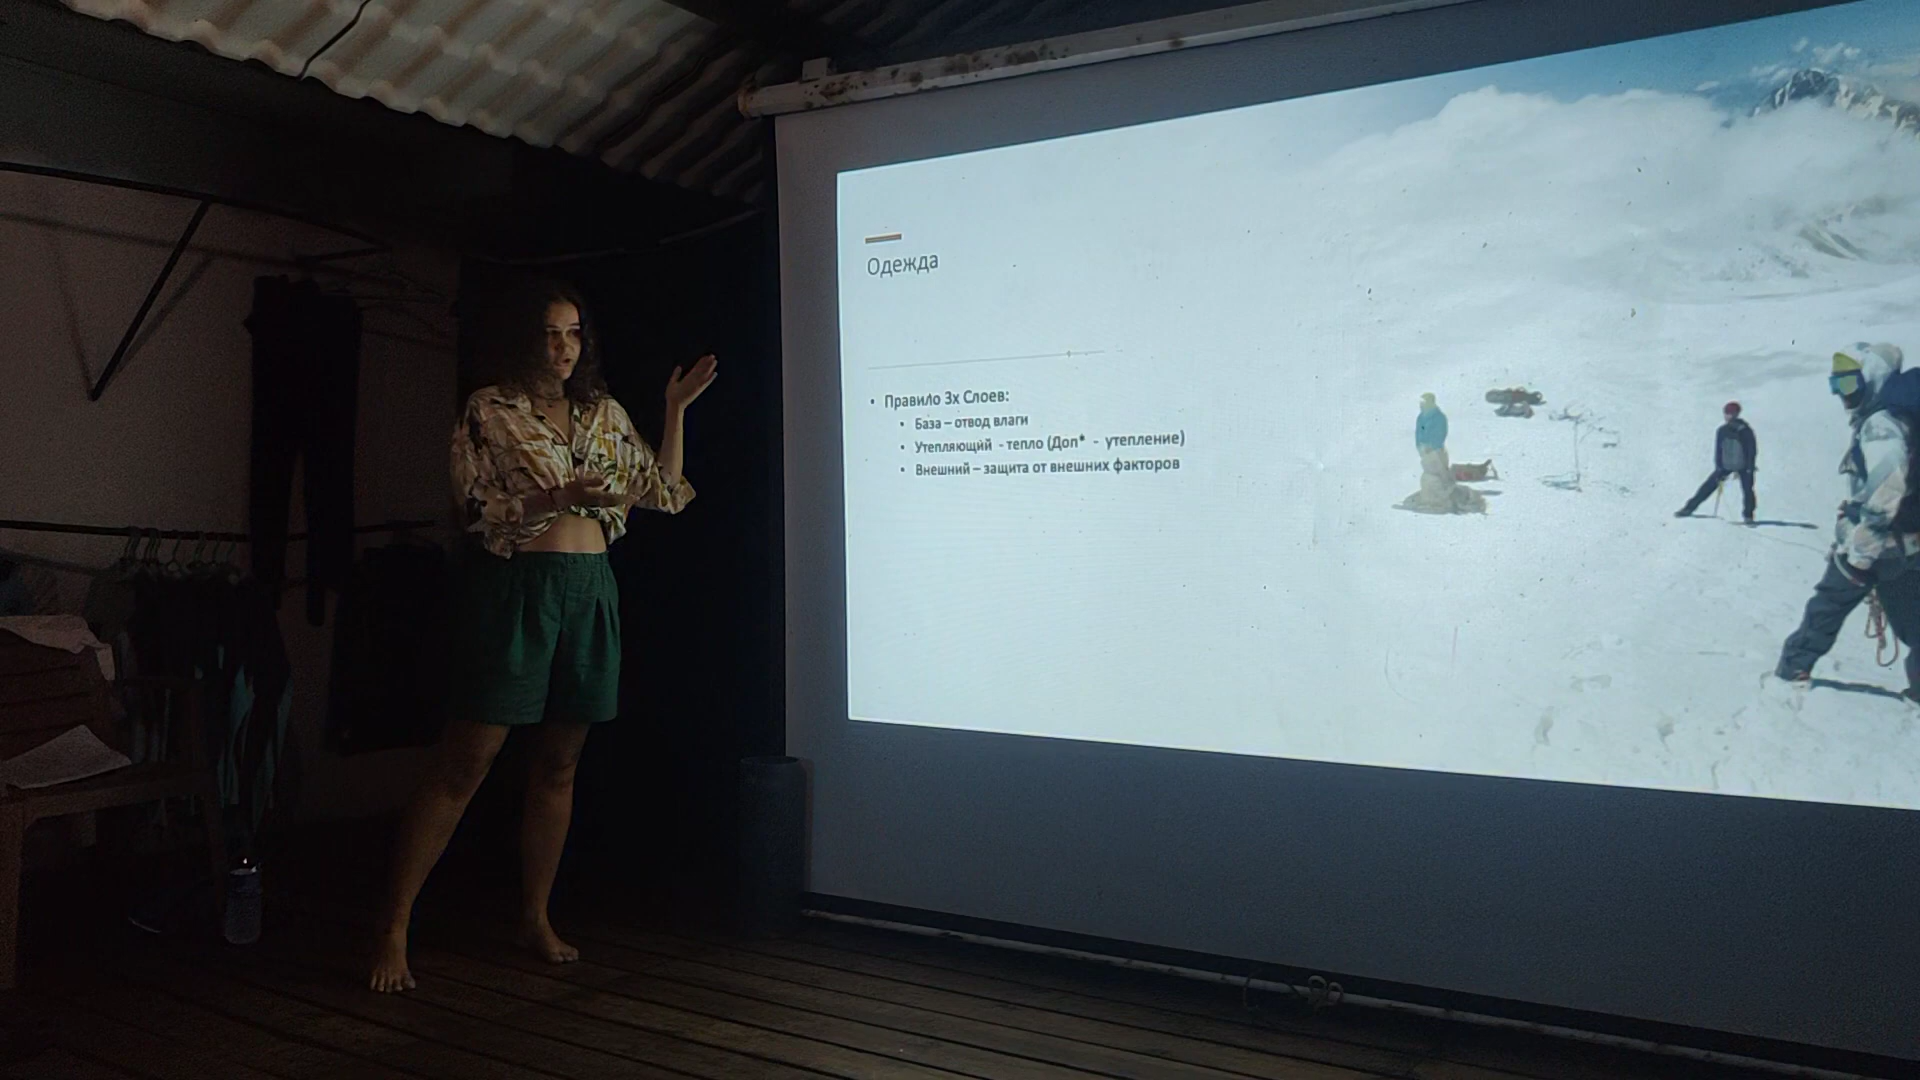 Одежда
• Правило 3х Слоев:
• База – отвод влаги
• Утепляющий - тепло (Доп* - утепление)
• Внешний – защита от внешних факторов